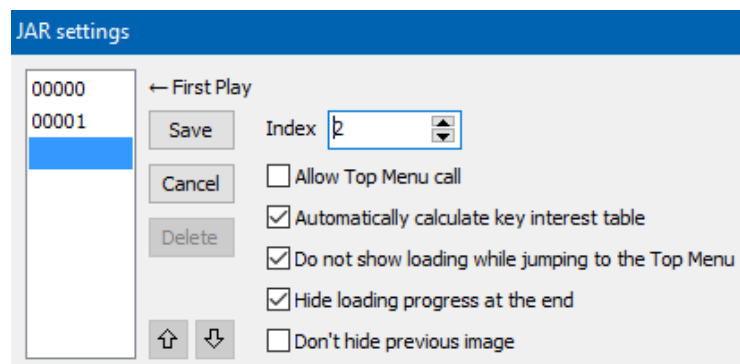 JAR settings
00000
← First Play
00001
Save
Index 2
Allow Top Menu call
Cancel
Automatically calculate key interest table
Delete
Do not show loading while jumping to the Top Menu
Hide loading progress at the end
Don't hide previous image